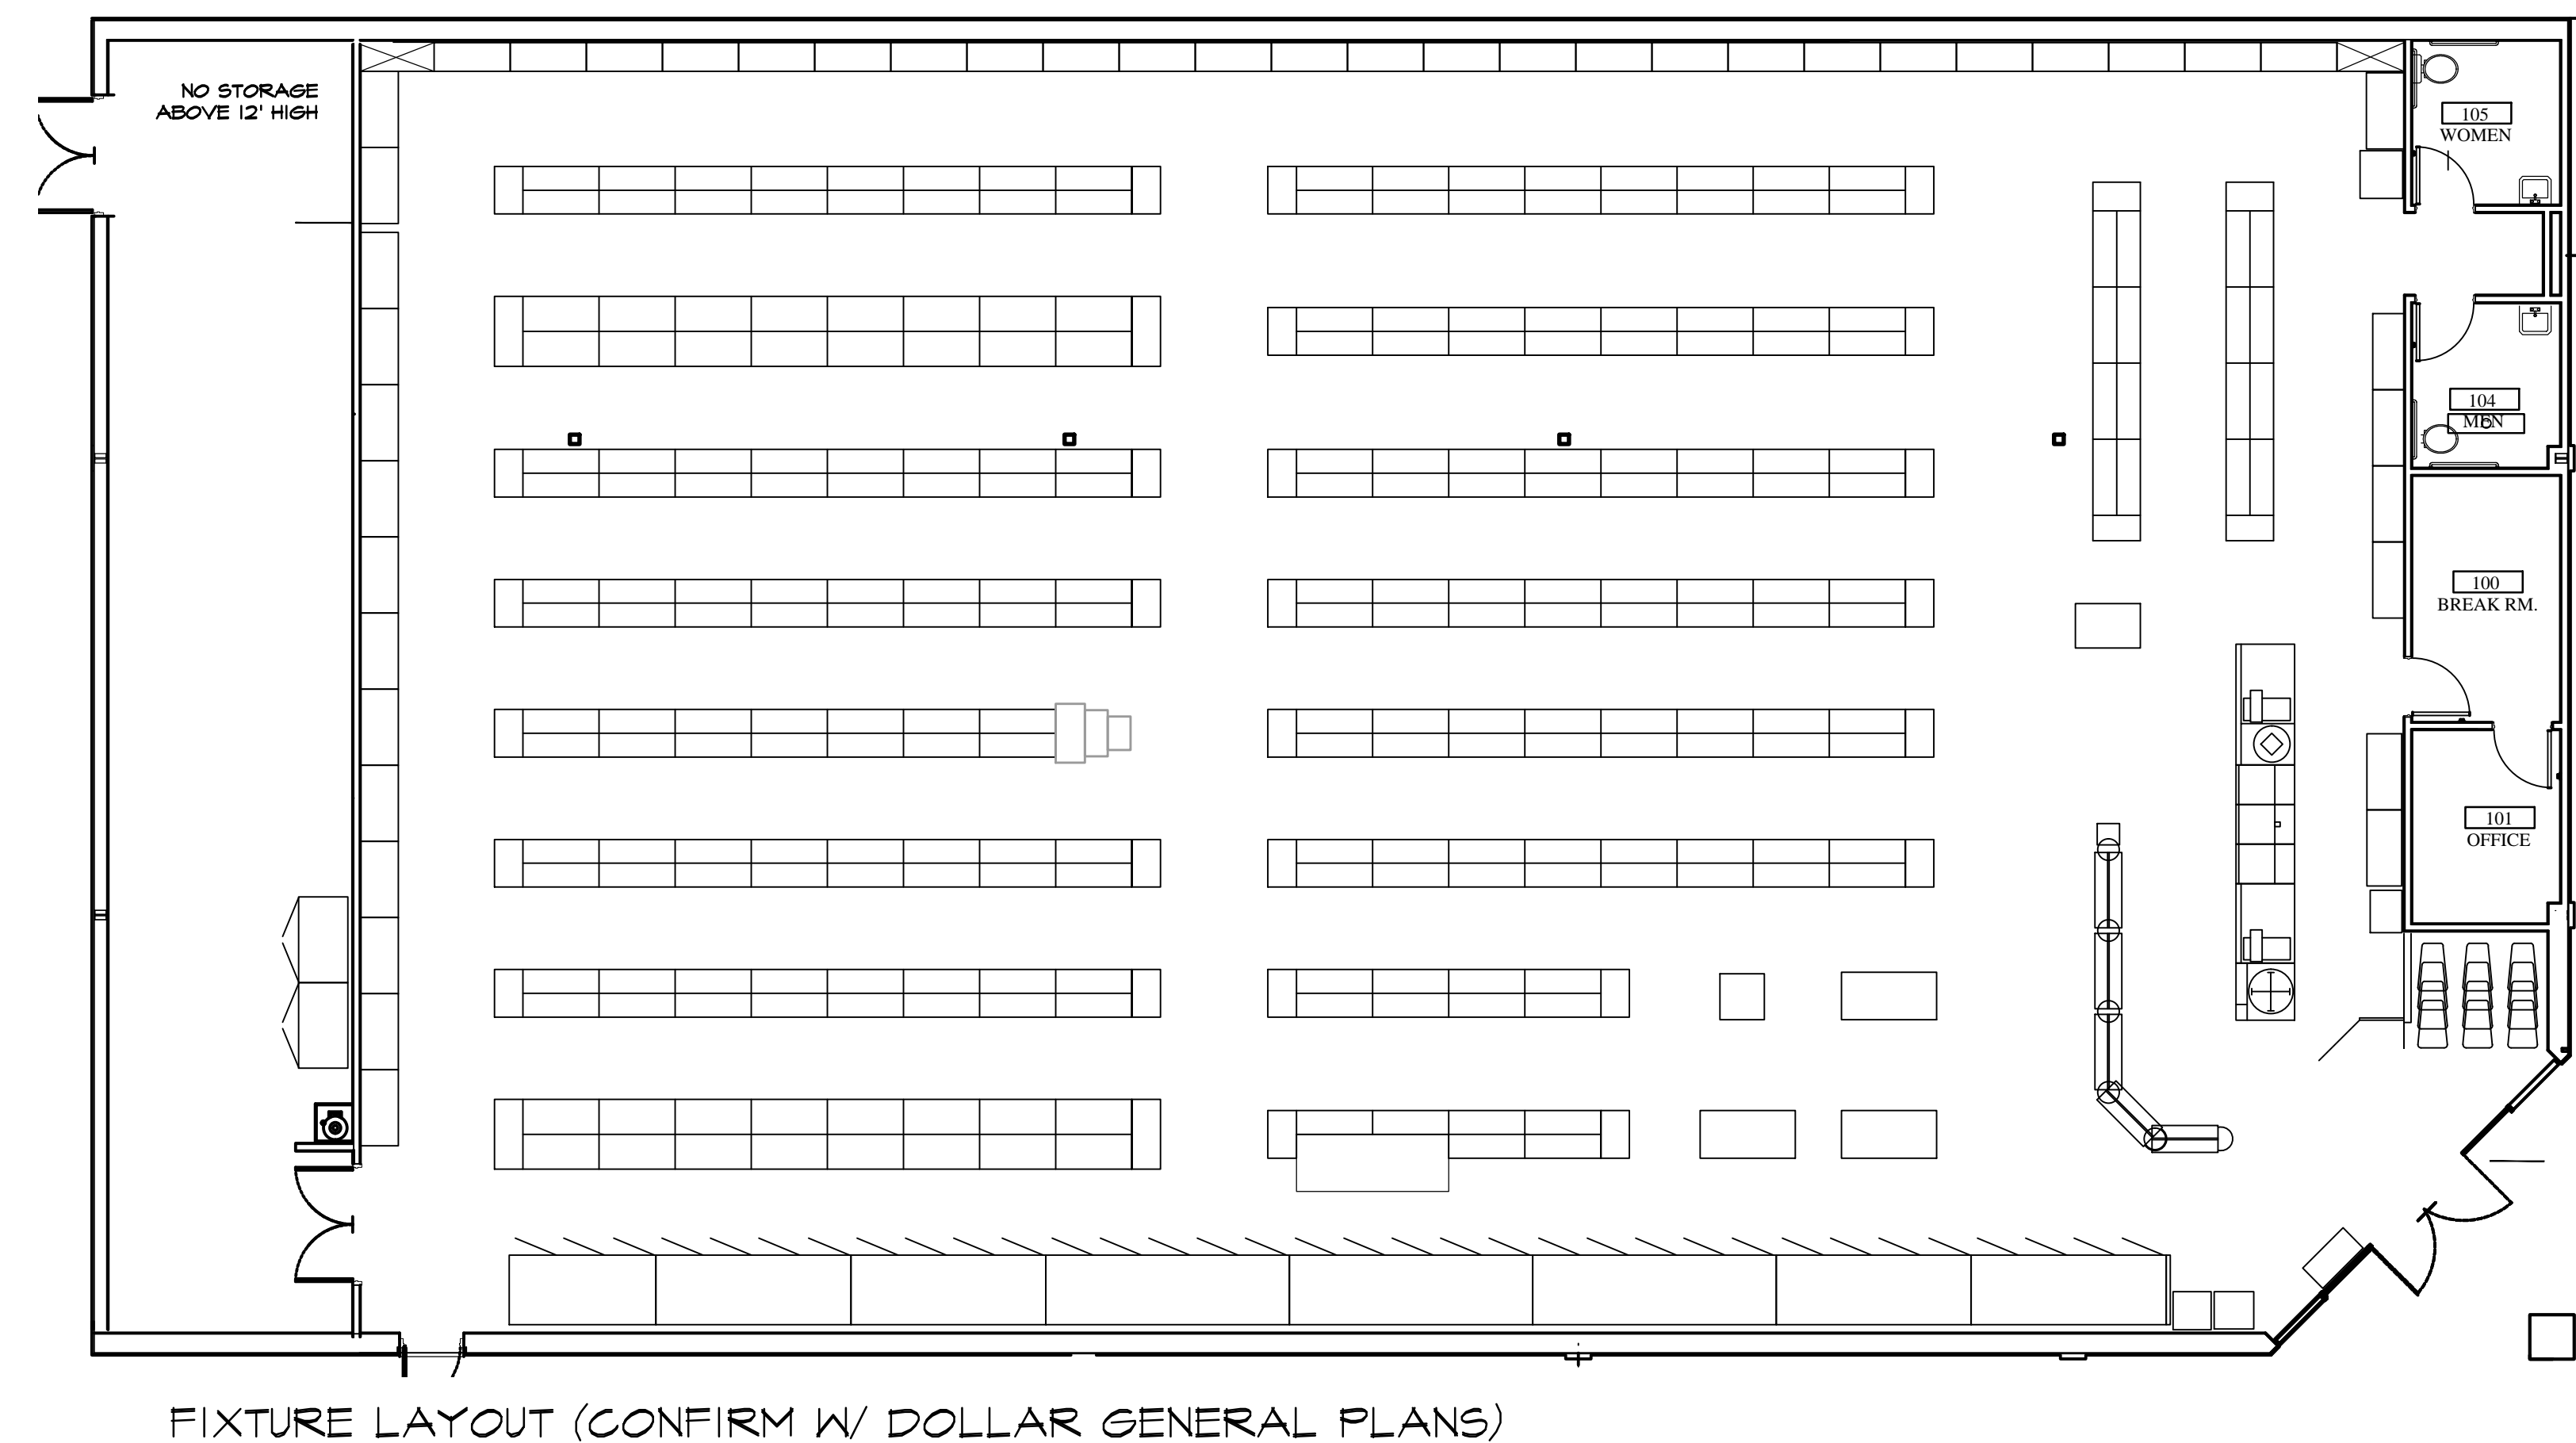 NO STORAGE
ABOVE 12' HIGH
105
WOMEN
104
MEN
100
BREAK RM.
101
OFFICE
FIXTURE LAYOUT (CONFIRM W/ DOLLAR GENERAL PLANS)